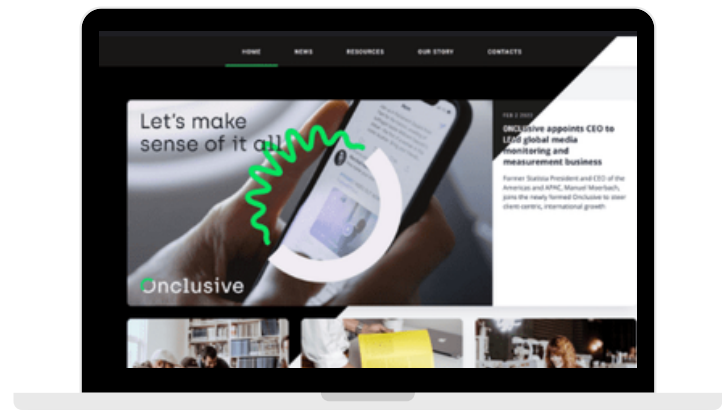 HOME NEWS RESOURCES OUR STORY CONTACTS
Let's make
sense of it all
Onclusive
FEB 2 2022
Onclusive appoints CEO to
LEad global media
monitoring and
measurement business
Former Statista President and CEO of the
Americas and APAC, Manuel Moerbach,
joins the newly formed Onclusive to steer
client-centric, international growth